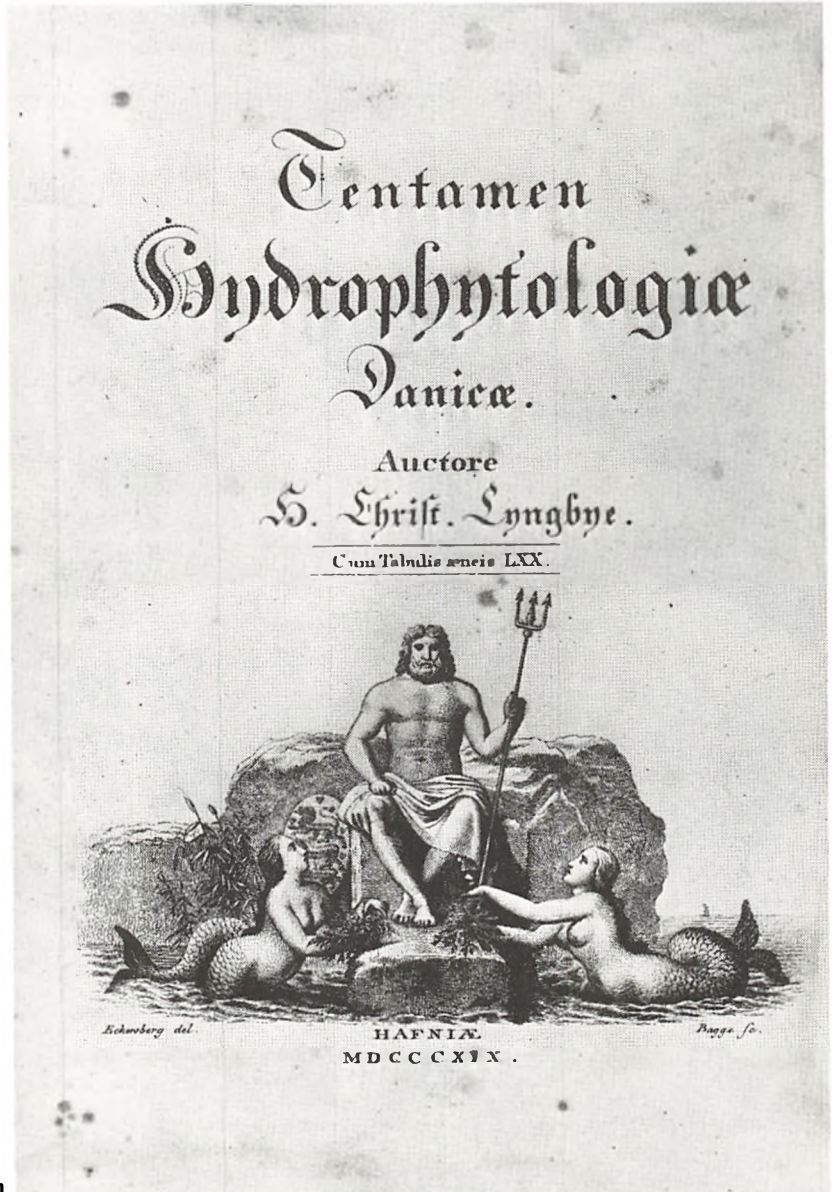 Tentamen
Hydrophytologiæ
Danicæ.
Auctore
H. Christ. Lyngbye.
Cum Tabulis æneis LXX.
Eckersberg del.
HAFNIÆ
Bagge sc.
MDCCCXIX.